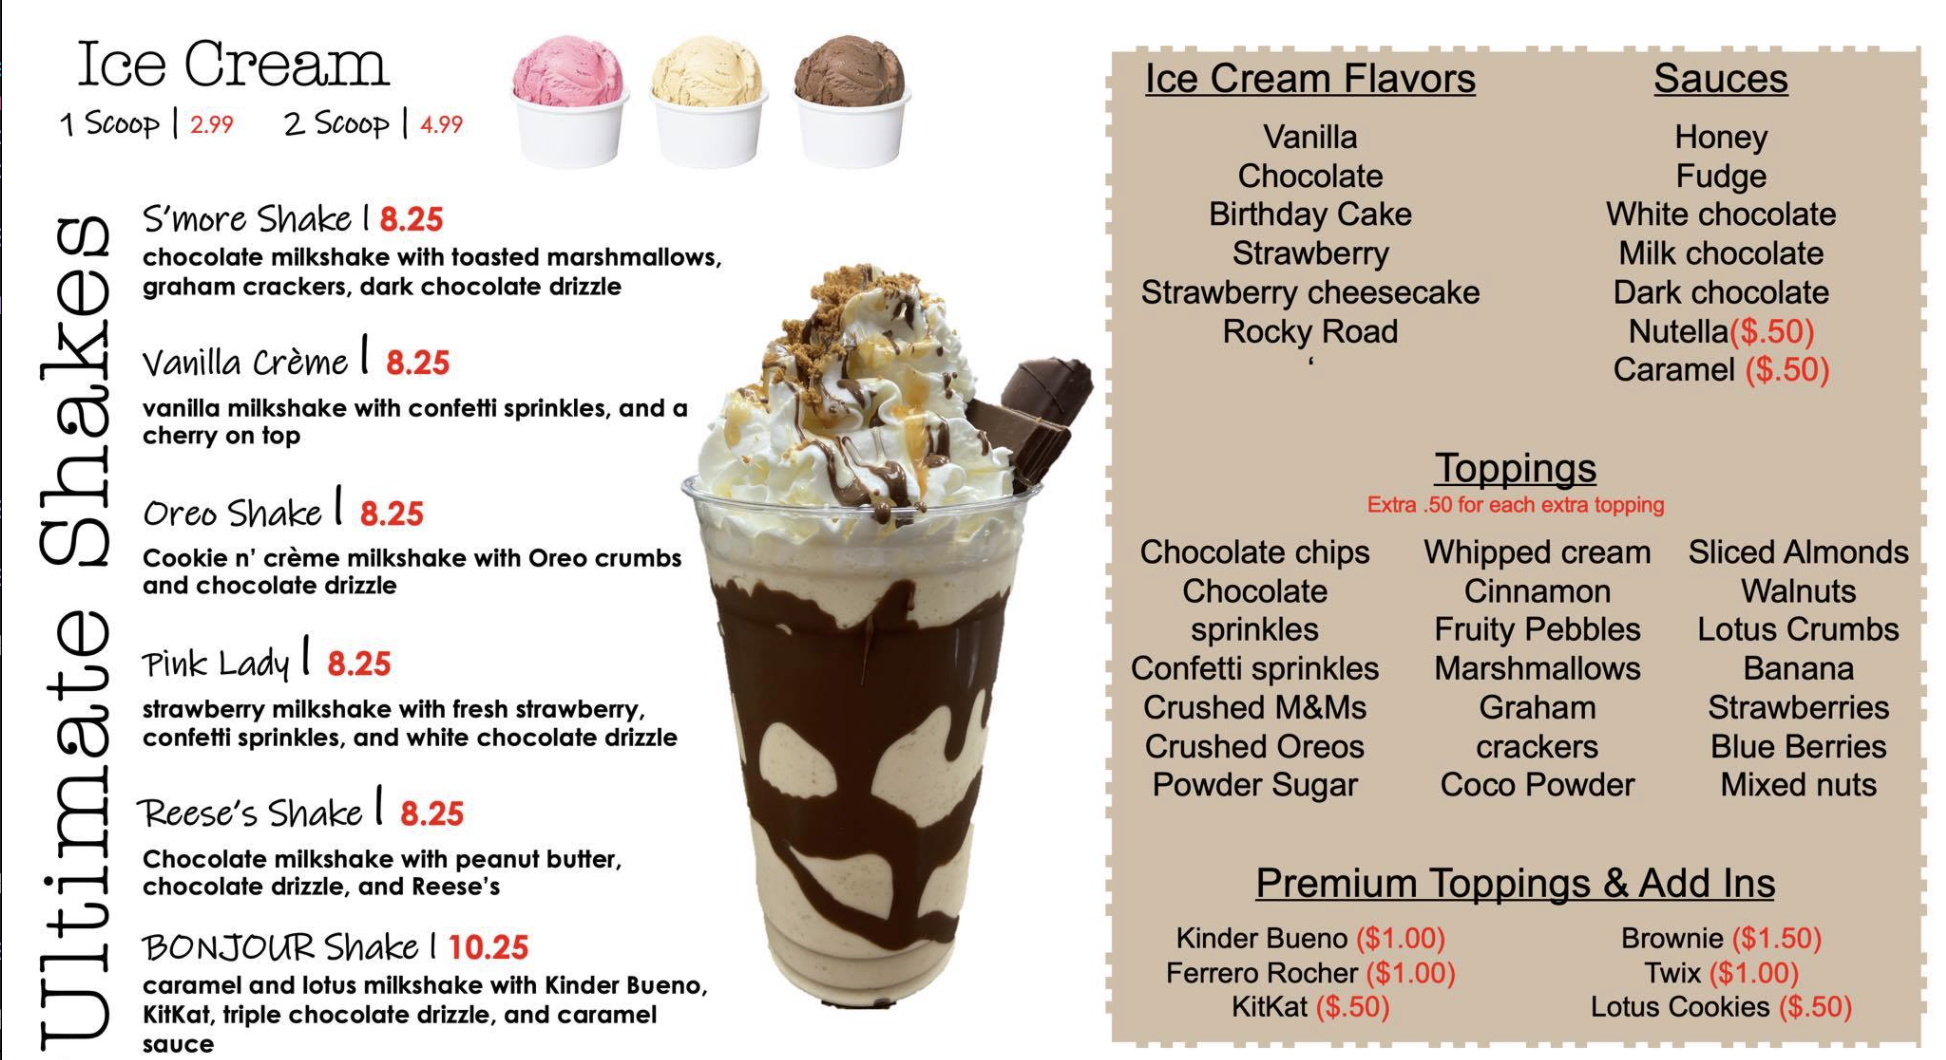 Ice Cream
1 Scoop | 2.99 2 Scoop | 4.99
Ultimate Shakes
S'more Shake | 8.25
chocolate milkshake with toasted marshmallows,
graham crackers, dark chocolate drizzle
Vanilla Crème | 8.25
vanilla milkshake with confetti sprinkles, and a
cherry on top
Oreo Shake | 8.25
Cookie n' crème milkshake with Oreo crumbs
and chocolate drizzle
Pink Lady | 8.25
strawberry milkshake with fresh strawberry,
confetti sprinkles, and white chocolate drizzle
Reese's Shake | 8.25
Chocolate milkshake with peanut butter,
chocolate drizzle, and Reese's
BONJOUR Shake | 10.25
caramel and lotus milkshake with Kinder Bueno,
KitKat, triple chocolate drizzle, and caramel
sauce
Ice Cream Flavors
Vanilla
Chocolate
Birthday Cake
Strawberry
Strawberry cheesecake
Rocky Road
‘
Sauces
Honey
Fudge
White chocolate
Milk chocolate
Dark chocolate
Nutella($.50)
Caramel ($.50)
Toppings
Extra .50 for each extra topping
Chocolate chips
Chocolate
sprinkles
Confetti sprinkles
Crushed M&Ms
Crushed Oreos
Powder Sugar
Whipped cream
Cinnamon
Fruity Pebbles
Marshmallows
Graham
crackers
Coco Powder
Sliced Almonds
Walnuts
Lotus Crumbs
Banana
Strawberries
Blue Berries
Mixed nuts
Premium Toppings & Add Ins
Kinder Bueno ($1.00)
Ferrero Rocher ($1.00)
KitKat ($.50)
Brownie ($1.50)
Twix ($1.00)
Lotus Cookies ($.50)